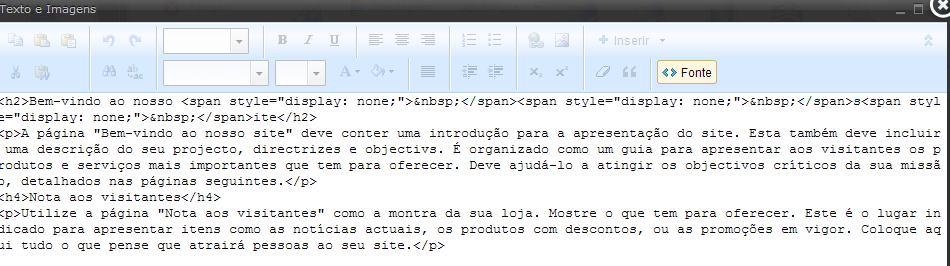 Texto e Imagens
B I U
Inserir
ab
ac
A
x₂ x²
Fonte
<h2>Bem-vindo ao nosso <span style="display: none;">&nbsp;</span><span style="display: none;">&nbsp;</span>s<span styl
e="display: none;">&nbsp;</span>ite</h2>
<p>A página "Bem-vindo ao nosso site" deve conter uma introdução para a apresentação do site. Esta também deve incluir
uma descrição do seu projecto, directrizes e objectivs. É organizado como um guia para apresentar aos visitantes os p
rodutos e serviços mais importantes que tem para oferecer. Deve ajudá-lo a atingir os objectivos críticos da sua missã
o, detalhados nas páginas seguintes.</p>
<h4>Nota aos visitantes</h4>
<p>Utilize a página "Nota aos visitantes" como a montra da sua loja. Mostre o que tem para oferecer. Este é o lugar in
dicado para apresentar itens como as notícias actuais, os produtos com descontos, ou as promoções em vigor. Coloque aq
ui tudo o que pense que atrairá pessoas ao seu site.</p>